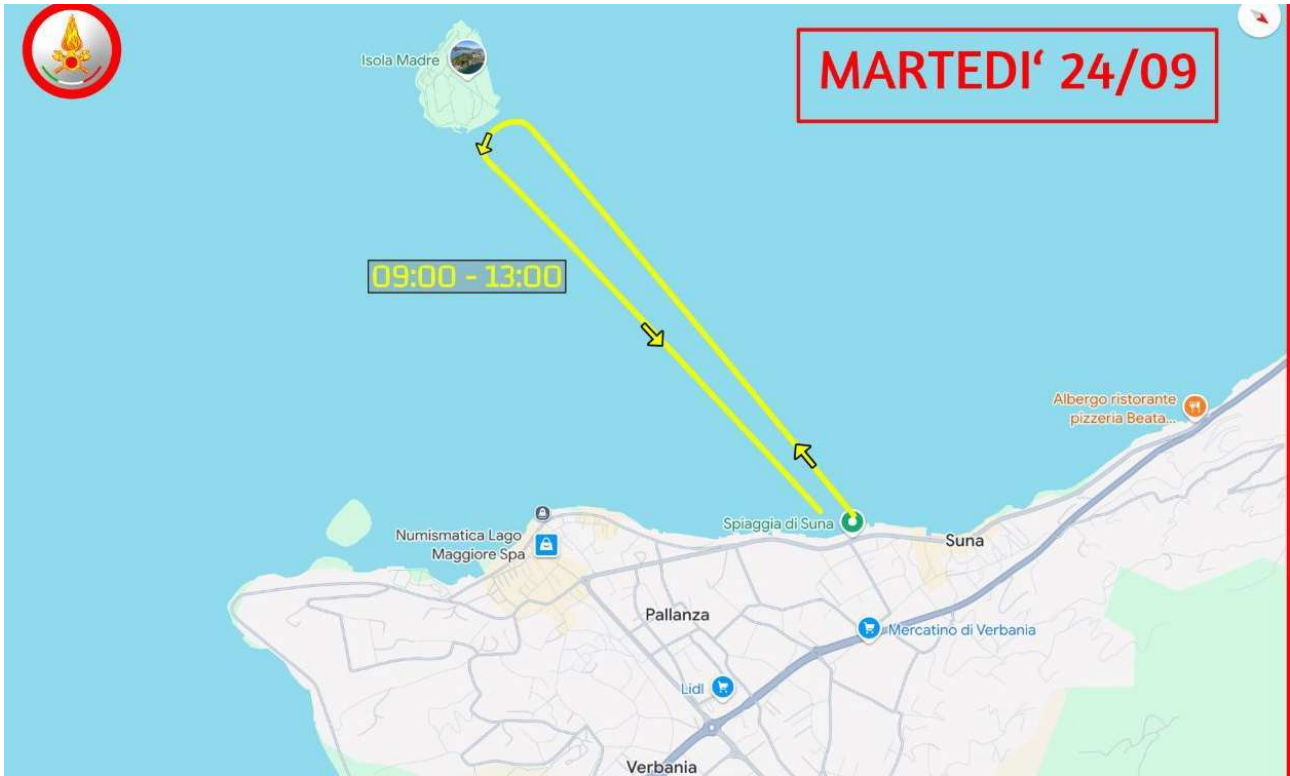 MARTEDI‘ 24/09
Isola Madre
09:00 - 13:00
Albergo ristorante
pizzeria Beata...
Spiaggia di Suna
Numismatica Lago
Maggiore Spa
Suna
Pallanza
Mercatino di Verbania
Lidl
Verbania